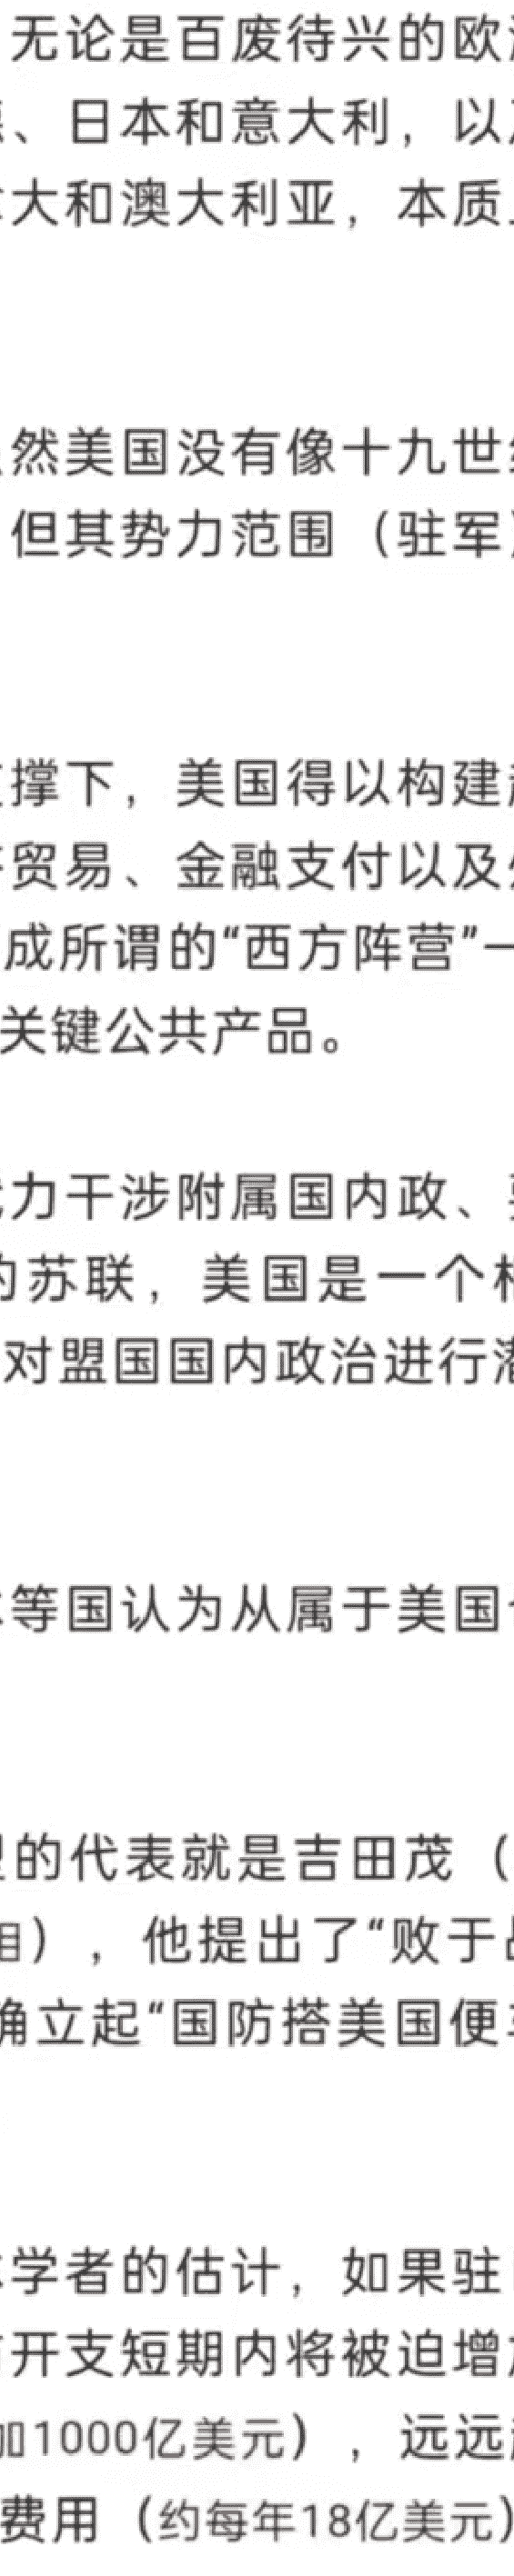 无论是百废待兴的欧
、日本和意大利，以
大和澳大利亚，本质
然美国没有像十九世
但其势力范围（驻军
撑下，美国得以构建
贸易、金融支付以及
成所谓的“西方阵营”一
关键公共产品。
力干涉附属国内政、
的苏联，美国是一个
对盟国国内政治进行
等国认为从属于美国
的代表就是吉田茂（
相），他提出了“败于
确立起“国防搭美国便
学者的估计，如果驻
开支短期内将被迫增
加1000亿美元），远远
费用（约每年18亿美元）